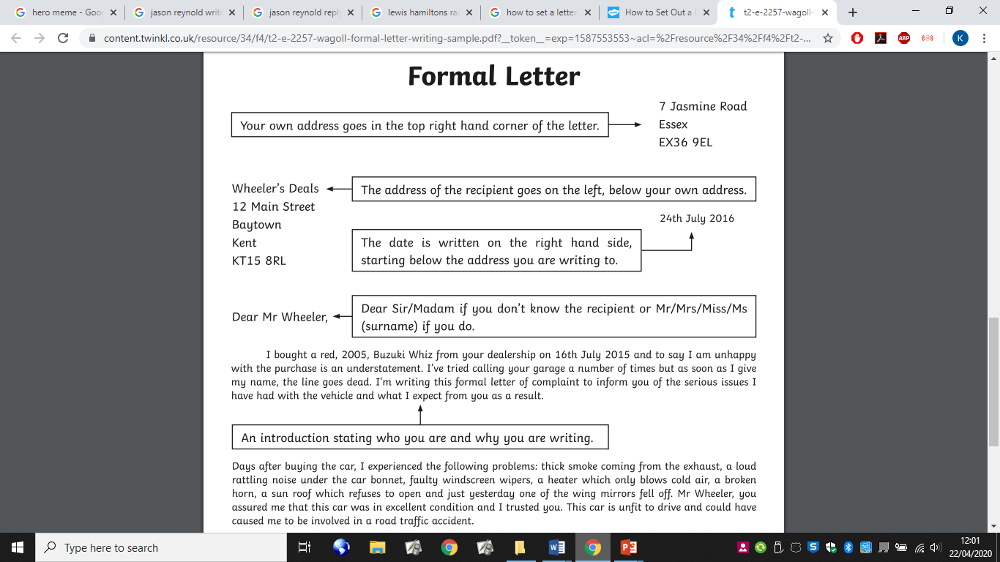 hero meme - Goo
jason reynold writ
jason reynold repl
lewis hamiltons ra
how to set a letter
How to Set Out a L
t2-e-2257-wagoll-
content.twinkl.co.uk/resource/34/f4/t2-e-2257-wagoll-formal-letter-writing-sample.pdf?__token__=exp=1587553553~acl=%2Fresource%2F34%2Ff4%2Ft2-...
ABP
K
Formal Letter
7 Jasmine Road
Your own address goes in the top right hand corner of the letter.
Essex
EX36 9EL
Wheeler's Deals
The address of the recipient goes on the left, below your own address.
12 Main Street
24th July 2016
Baytown
Kent
The date is written on the right hand side,
KT15 8RL
starting below the address you are writing to.
Dear Mr Wheeler,
Dear Sir/Madam if you don't know the recipient or Mr/Mrs/Miss/Ms
(surname) if you do.
I bought a red, 2005, Buzuki Whiz from your dealership on 16th July 2015 and to say I am unhappy
with the purchase is an understatement. I've tried calling your garage a number of times but as soon as I give
my name, the line goes dead. I'm writing this formal letter of complaint to inform you of the serious issues I
have had with the vehicle and what I expect from you as a result.
An introduction stating who you are and why you are writing.
Days after buying the car, I experienced the following problems: thick smoke coming from the exhaust, a loud
rattling noise under the car bonnet, faulty windscreen wipers, a heater which only blows cold air, a broken
horn, a sun roof which refuses to open and just yesterday one of the wing mirrors fell off. Mr Wheeler, you
assured me that this car was in excellent condition and I trusted you. This car is unfit to drive and could have
caused me to be involved in a road traffic accident.
Type here to search
12:01
22/04/2020